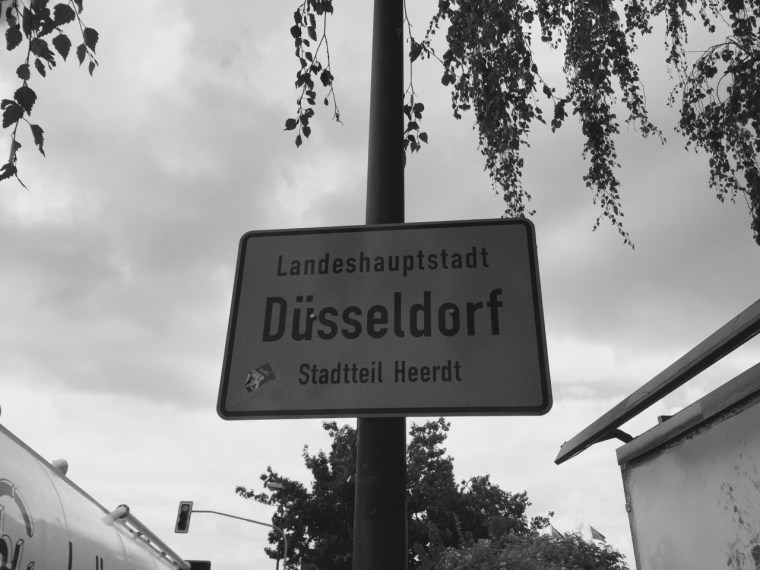 Landeshauptstadt
Düsseldorf
Stadtteil Heerdt